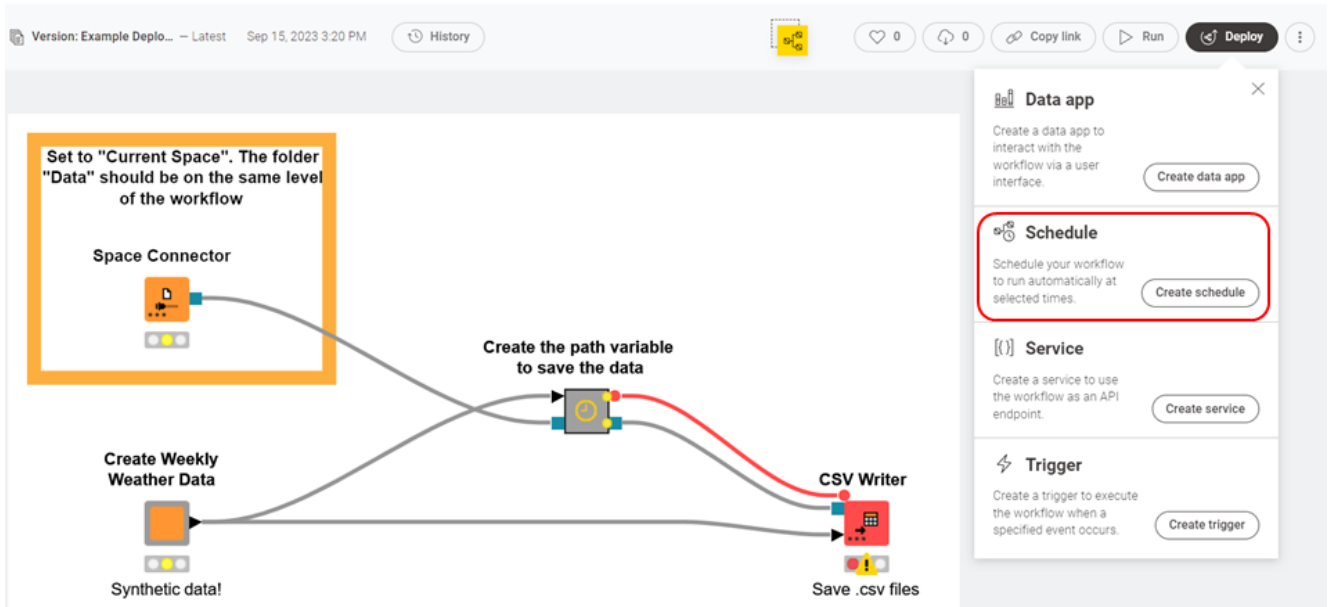 Version: Example Deplo... — Latest Sep 15, 2023 3:20 PM History 0 0 Copy link Run Deploy
Set to "Current Space". The folder
"Data" should be on the same level
of the workflow
Space Connector
Create the path variable
to save the data
Create Weekly
Weather Data
Synthetic data!
CSV Writer
Save .csv files
Data app
Create a data app to
interact with the
workflow via a user
interface.
Create data app
Schedule
Schedule your workflow
to run automatically at
selected times.
Create schedule
[()] Service
Create a service to use
the workflow as an API
endpoint.
Create service
Trigger
Create a trigger to execute
the workflow when a
specified event occurs.
Create trigger